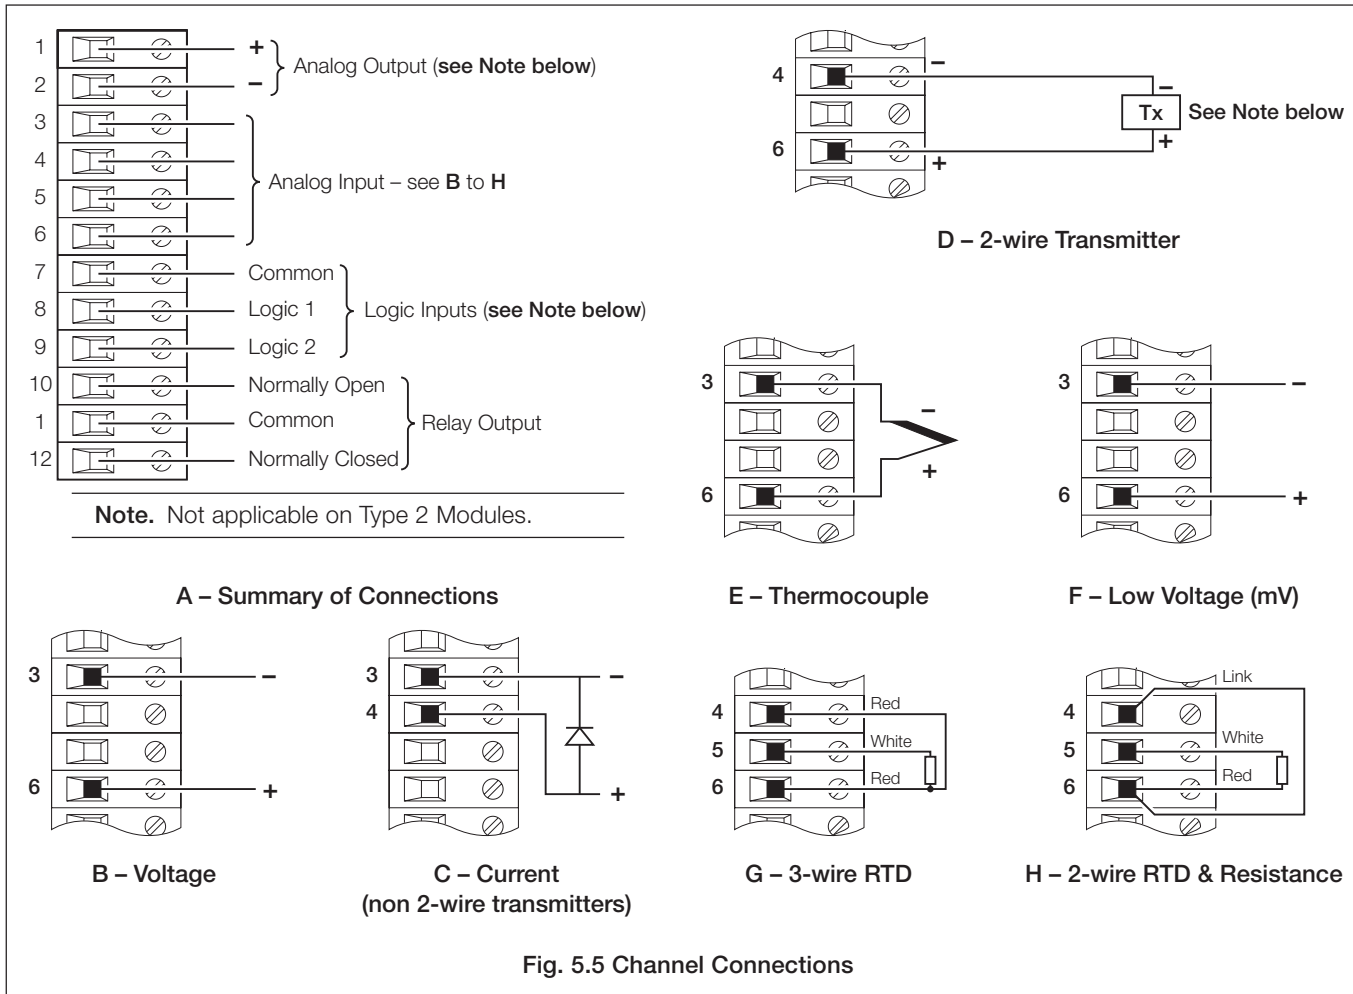 1
+
2
–
Analog Output (see Note below)
3
4
5
6
Analog Input – see B to H
7
Common
8
Logic 1
9
Logic 2
Logic Inputs (see Note below)
10
Normally Open
1
Common
12
Normally Closed
Relay Output
Note. Not applicable on Type 2 Modules.
A – Summary of Connections
4
–
–
Tx
See Note below
6
+
+
D – 2-wire Transmitter
3
–
6
+
E – Thermocouple
3
–
6
+
F – Low Voltage (mV)
3
–
6
+
B – Voltage
3
–
4
+
C – Current
(non 2-wire transmitters)
4
Red
5
White
6
Red
G – 3-wire RTD
Link
4
5
White
6
Red
H – 2-wire RTD & Resistance
Fig. 5.5 Channel Connections